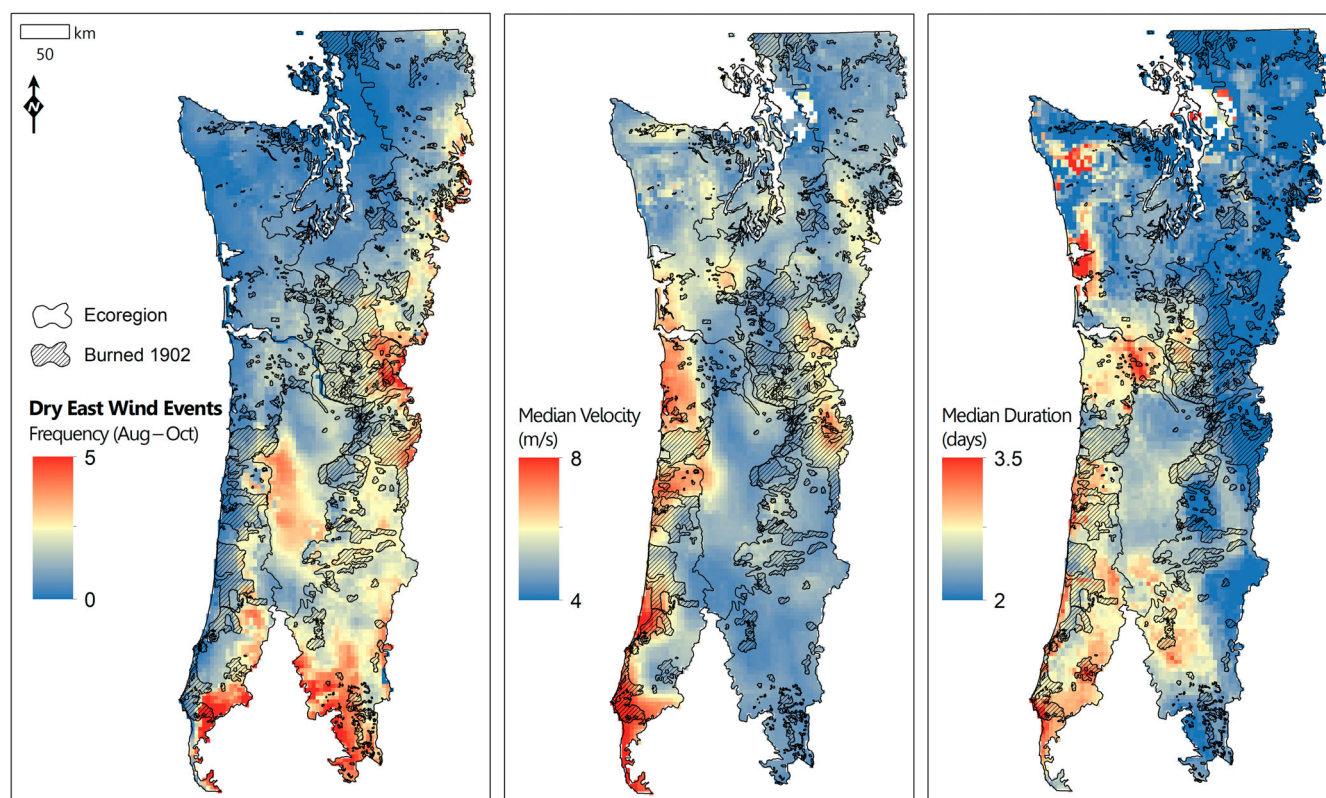 km
50
N
Ecoregion
Burned 1902
Dry East Wind Events
Frequency (Aug–Oct)
5
0
Median Velocity
(m/s)
8
4
Median Duration
(days)
3.5
2